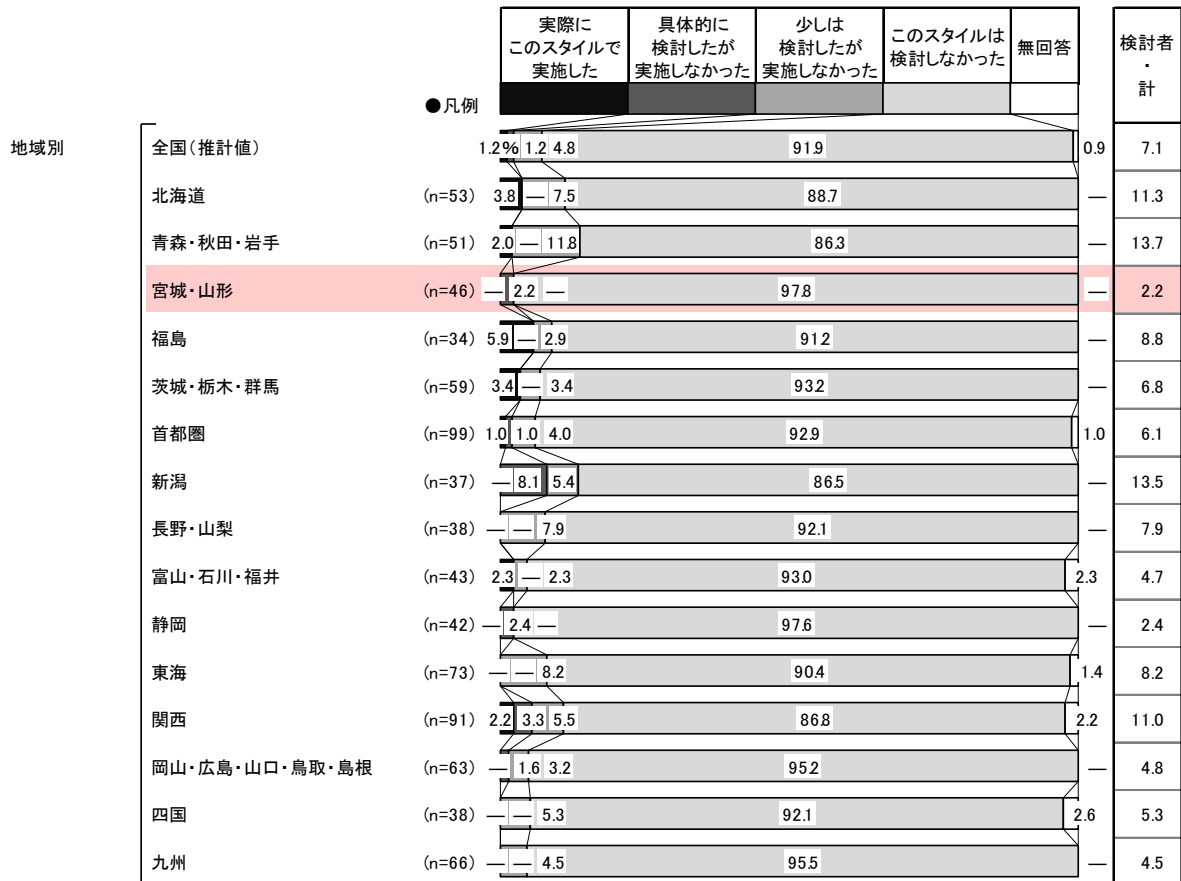 実際に
このスタイルで
実施した
具体的に
検討したが
実施しなかった
少しは
検討したが
実施しなかった
このスタイルは
検討しなかった
無回答
検討者
・
計
●凡例
地域別
全国(推計値) 1.2% 1.2 4.8 91.9 0.9 7.1
北海道 (n=53) 3.8 — 7.5 88.7 — 11.3
青森・秋田・岩手 (n=51) 2.0 — 11.8 86.3 — 13.7
宮城・山形 (n=46) — 2.2 — 97.8 — 2.2
福島 (n=34) 5.9 — 2.9 91.2 — 8.8
茨城・栃木・群馬 (n=59) 3.4 — 3.4 93.2 — 6.8
首都圏 (n=99) 1.0 1.0 4.0 92.9 1.0 6.1
新潟 (n=37) — 8.1 5.4 86.5 — 13.5
長野・山梨 (n=38) — — 7.9 92.1 — 7.9
富山・石川・福井 (n=43) 2.3 — 2.3 93.0 2.3 4.7
静岡 (n=42) — 2.4 — 97.6 — 2.4
東海 (n=73) — — 8.2 90.4 1.4 8.2
関西 (n=91) 2.2 3.3 5.5 86.8 2.2 11.0
岡山・広島・山口・鳥取・島根 (n=63) — 1.6 3.2 95.2 — 4.8
四国 (n=38) — — 5.3 92.1 2.6 5.3
九州 (n=66) — — 4.5 95.5 — 4.5